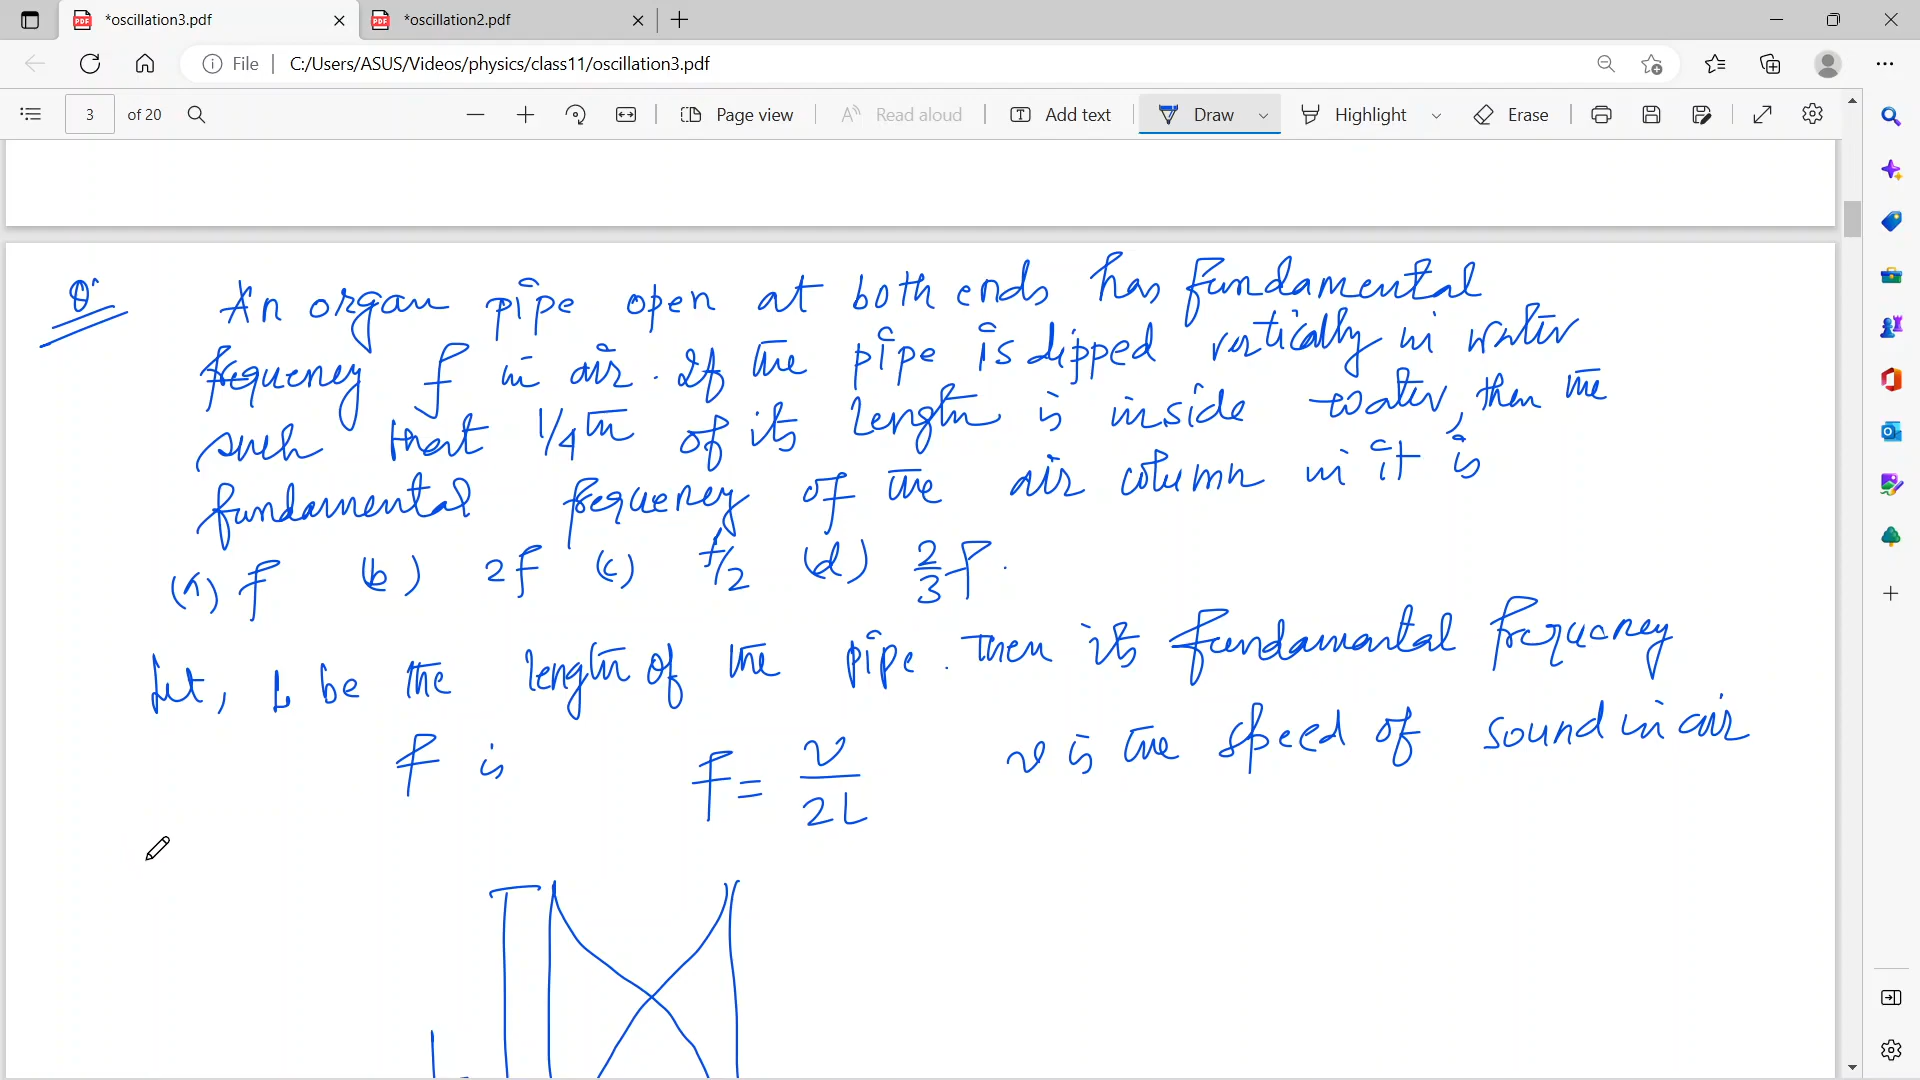 *oscillation3.pdf
*oscillation2.pdf
File
C:/Users/ASUS/Videos/physics/class11/oscillation3.pdf
3 of 20
Page view
Read aloud
Add text
Draw
Highlight
Erase
Q. An organ pipe open at both ends has fundamental
frequency f in air. If the pipe is dipped vertically in water
such that 1/4th of its length is inside water, then the
fundamental frequency of the air column in it is
(a) f (b) 2f (c) f/2 (d) 2/3 f.
Let, L be the length of the pipe. Then its fundamental frequency
f is f = v/2L v is the speed of sound in air